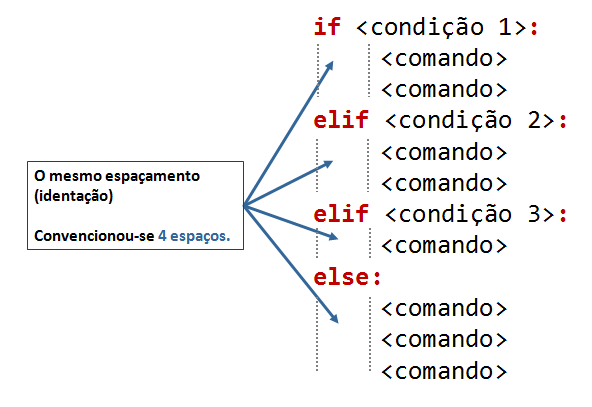 if <condição 1>:
<comando>
<comando>
elif <condição 2>:
<comando>
<comando>
elif <condição 3>:
<comando>
else:
<comando>
<comando>
<comando>
O mesmo espaçamento
(identação)
Convencionou-se 4 espaços.